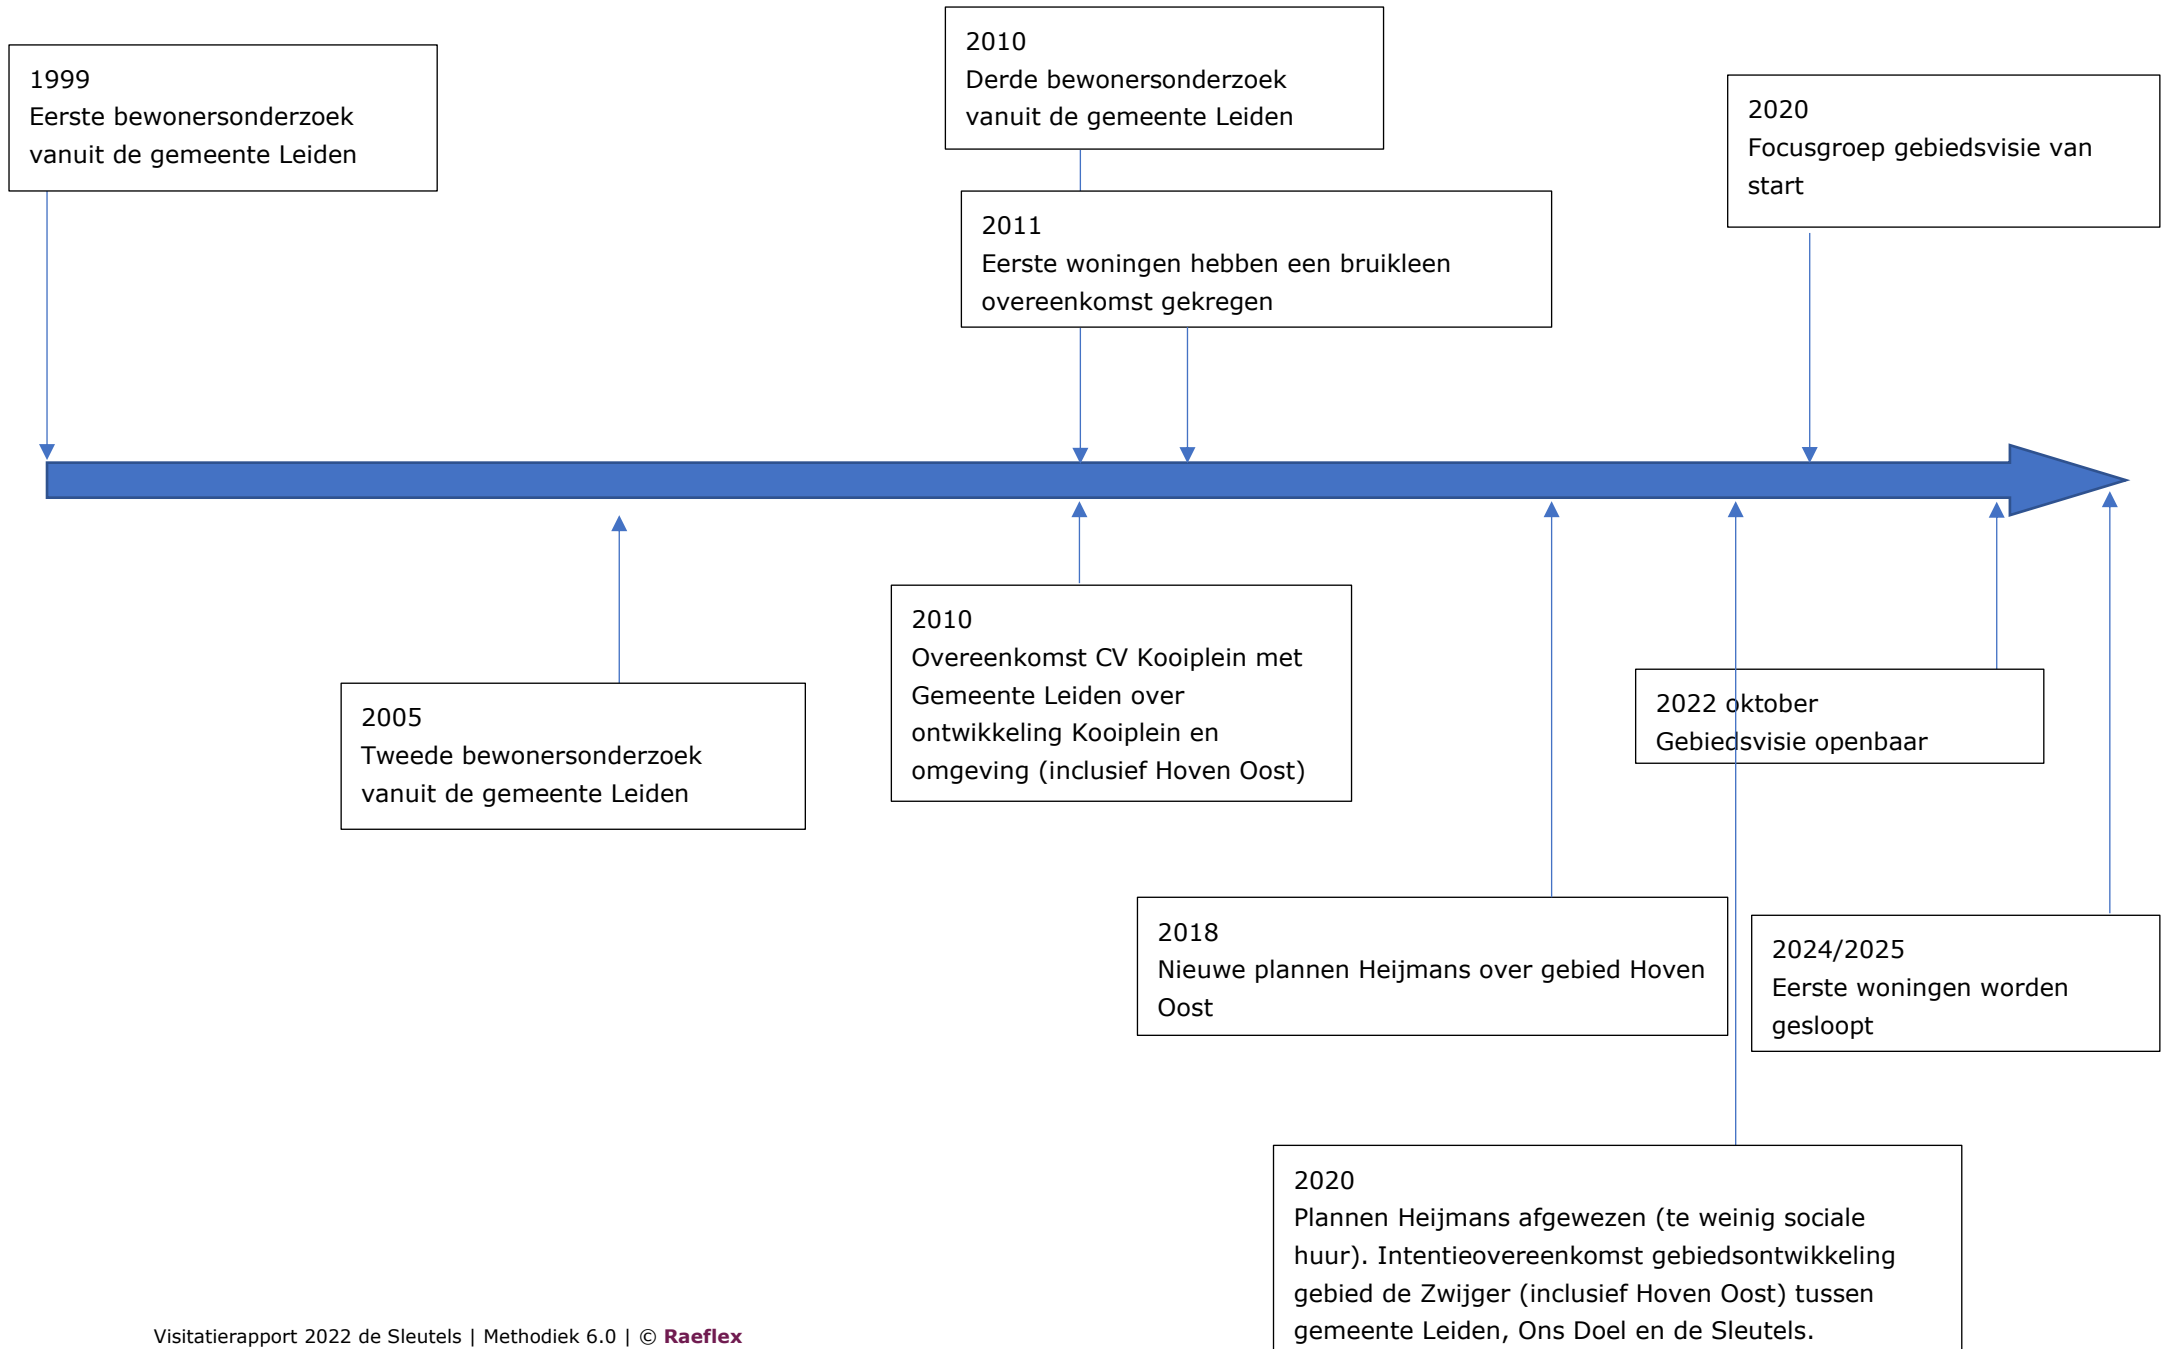 1999
Eerste bewonersonderzoek
vanuit de gemeente Leiden
2010
Derde bewonersonderzoek
vanuit de gemeente Leiden
2011
Eerste woningen hebben een bruikleen
overeenkomst gekregen
2020
Focusgroep gebiedsvisie van
start
2005
Tweede bewonersonderzoek
vanuit de gemeente Leiden
2010
Overeenkomst CV Kooiplein met
Gemeente Leiden over
ontwikkeling Kooiplein en
omgeving (inclusief Hoven Oost)
2018
Nieuwe plannen Heijmans over gebied Hoven
Oost
2022 oktober
Gebiedsvisie openbaar
2024/2025
Eerste woningen worden
gesloopt
2020
Plannen Heijmans afgewezen (te weinig sociale
huur). Intentieovereenkomst gebiedsontwikkeling
gebied de Zwijger (inclusief Hoven Oost) tussen
gemeente Leiden, Ons Doel en de Sleutels.
Visitatierapport 2022 de Sleutels | Methodiek 6.0 | © Raeflex